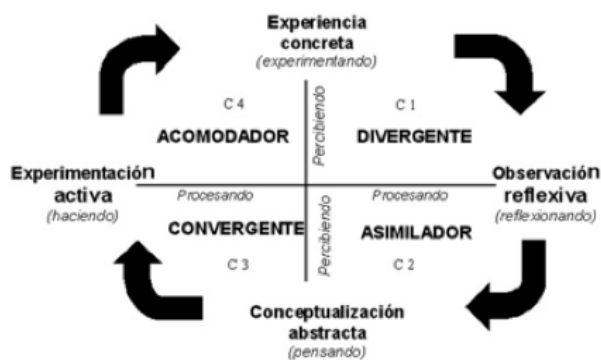 Experiencia
concreta
(experimentando)
C 4
C 1
Percibiendo
ACOMODADOR
DIVERGENTE
Experimentación
activa
(haciendo)
Procesando
Procesando
Observación
reflexiva
(reflexionando)
CONVERGENTE
Percibiendo
ASIMILADOR
C 3
C 2
Conceptualización
abstracta
(pensando)